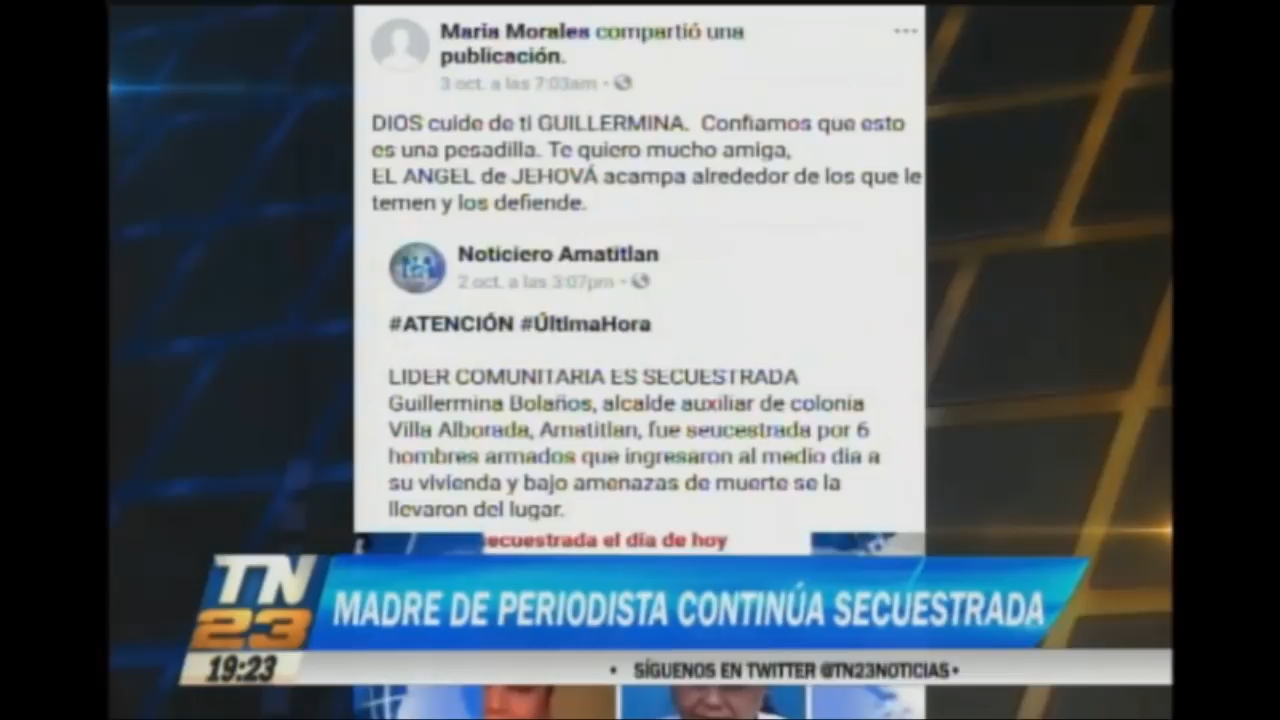 Maria Morales compartió una
publicación.
3 oct. a las 7:03am
DIOS cuide de ti GUILLERMINA. Confiamos que esto
es una pesadilla. Te quiero mucho amiga,
EL ANGEL de JEHOVÁ acampa alrededor de los que le
temen y los defiende.
Noticiero Amatitlan
2 oct. a las 3:07pm
#ATENCIÓN #ÚltimaHora
LIDER COMUNITARIA ES SECUESTRADA
Guillermina Bolaños, alcalde auxiliar de colonia
Villa Alborada, Amatitlan, fue seucestrada por 6
hombres armados que ingresaron al medio dia a
su vivienda y bajo amenazas de muerte se la
llevaron del lugar.
ecuestrada el día de hoy
TN
23
MADRE DE PERIODISTA CONTINÚA SECUESTRADA
19:23
• SÍGUENOS EN TWITTER @TN23NOTICIAS•